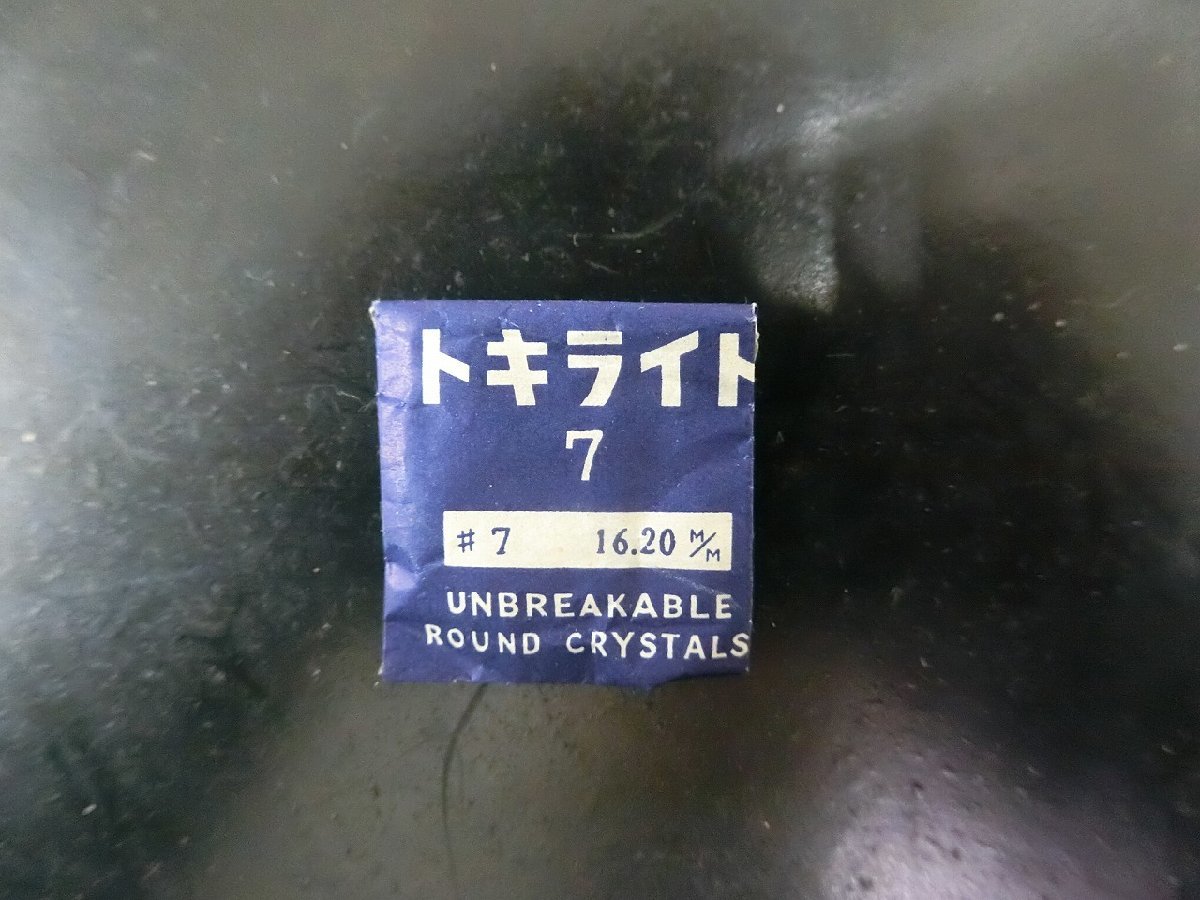 トキライト
7
# 7 16.20 M/M
UNBREAKABLE
ROUND CRYSTALS